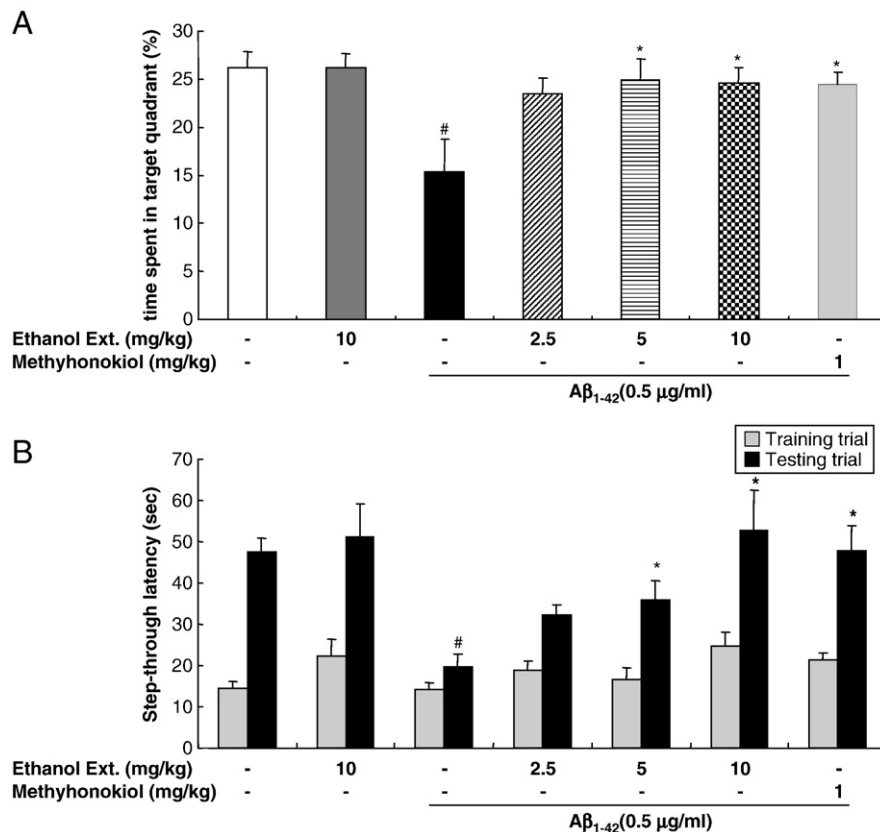 A
time spent in target quadrant (%)
30
25
20
15
10
5
0
#
*
*
*
Ethanol Ext. (mg/kg) - 10 - 2.5 5 10 -
Methyhonokiol (mg/kg) - - - - - - 1
Aβ1-42(0.5 μg/ml)
B
Training trial
Testing trial
Step-through latency (sec)
70
60
50
40
30
20
10
0
#
*
*
*
Ethanol Ext. (mg/kg) - 10 - 2.5 5 10 -
Methyhonokiol (mg/kg) - - - - - - 1
Aβ1-42(0.5 μg/ml)